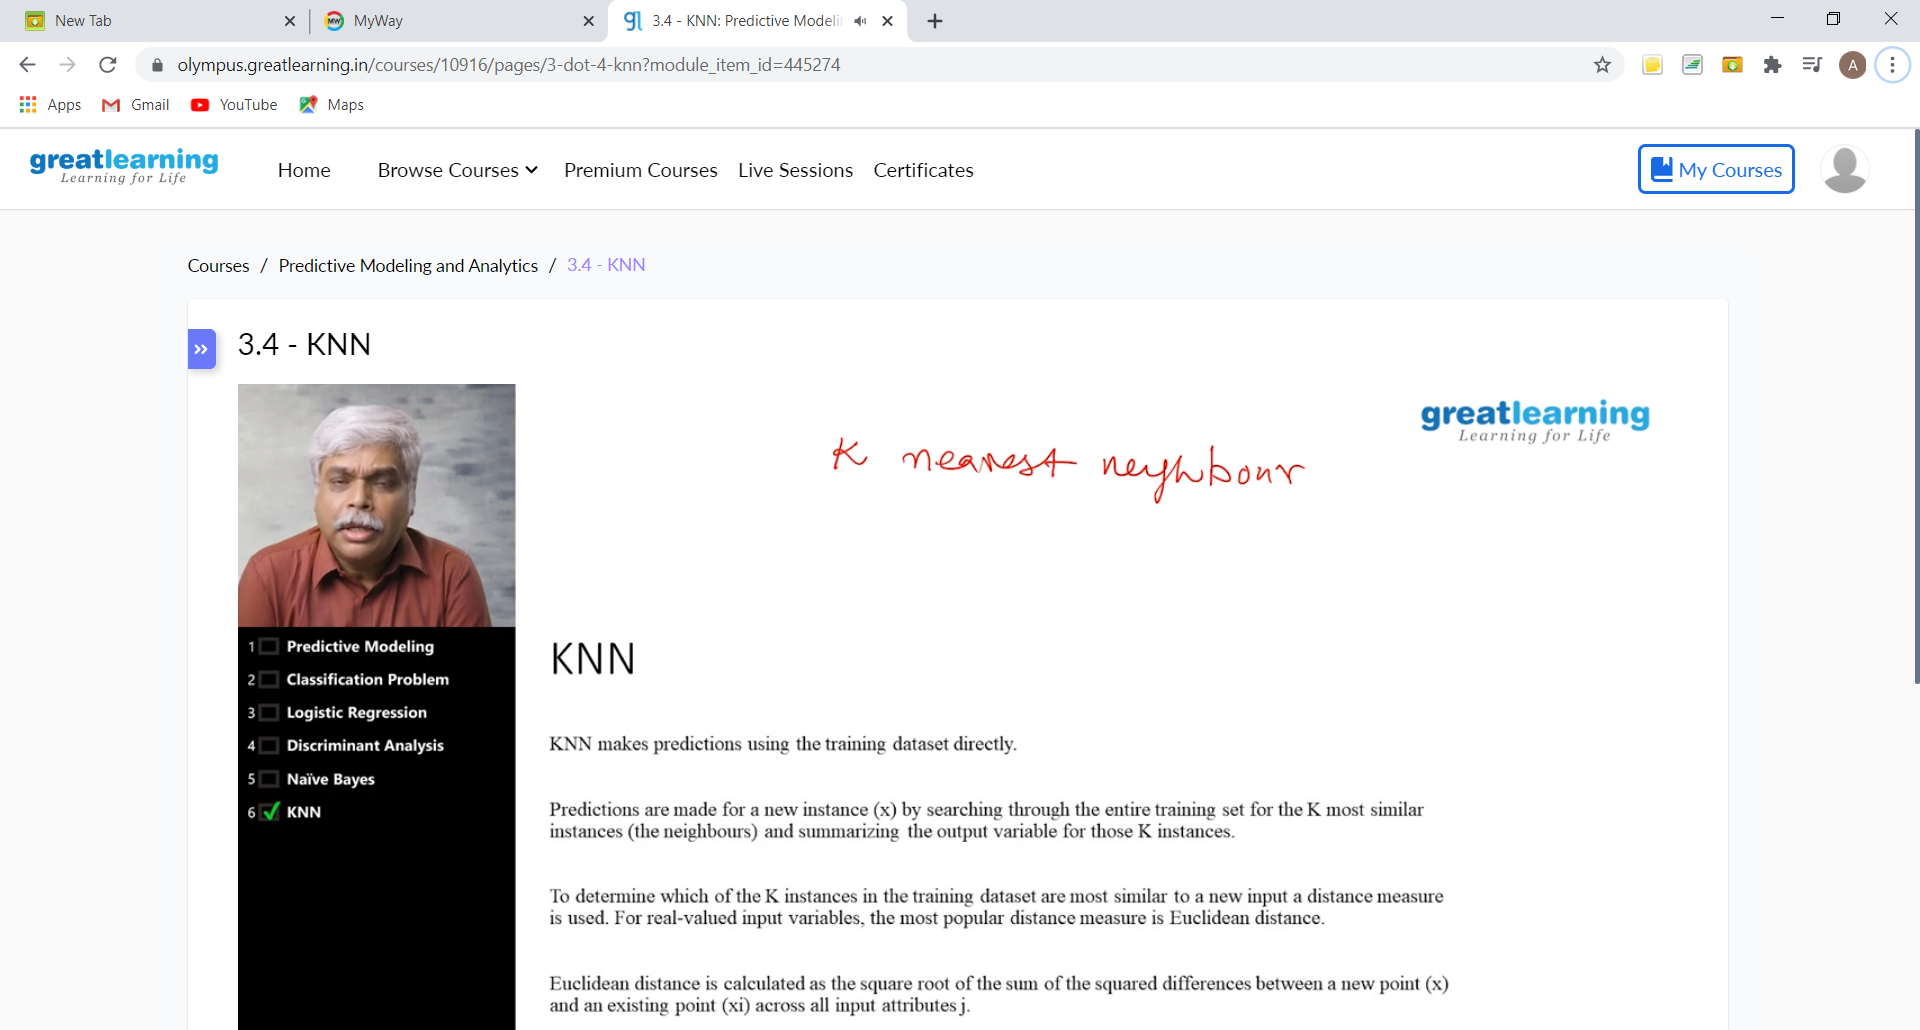 New Tab
MyWay
3.4 - KNN: Predictive Modelin
olympus.greatlearning.in/courses/10916/pages/3-dot-4-knn?module_item_id=445274
A
Apps
Gmail
YouTube
Maps
greatlearning
Learning for Life
Home
Browse Courses
Premium Courses
Live Sessions
Certificates
My Courses
Courses / Predictive Modeling and Analytics / 3.4 - KNN
3.4 - KNN
greatlearning
Learning for Life
K nearest neighbour
1 Predictive Modeling
2 Classification Problem
3 Logistic Regression
4 Discriminant Analysis
5 Naïve Bayes
6 KNN
KNN
KNN makes predictions using the training dataset directly.
Predictions are made for a new instance (x) by searching through the entire training set for the K most similar
instances (the neighbours) and summarizing the output variable for those K instances.
To determine which of the K instances in the training dataset are most similar to a new input a distance measure
is used. For real-valued input variables, the most popular distance measure is Euclidean distance.
Euclidean distance is calculated as the square root of the sum of the squared differences between a new point (x)
and an existing point (xi) across all input attributes j.